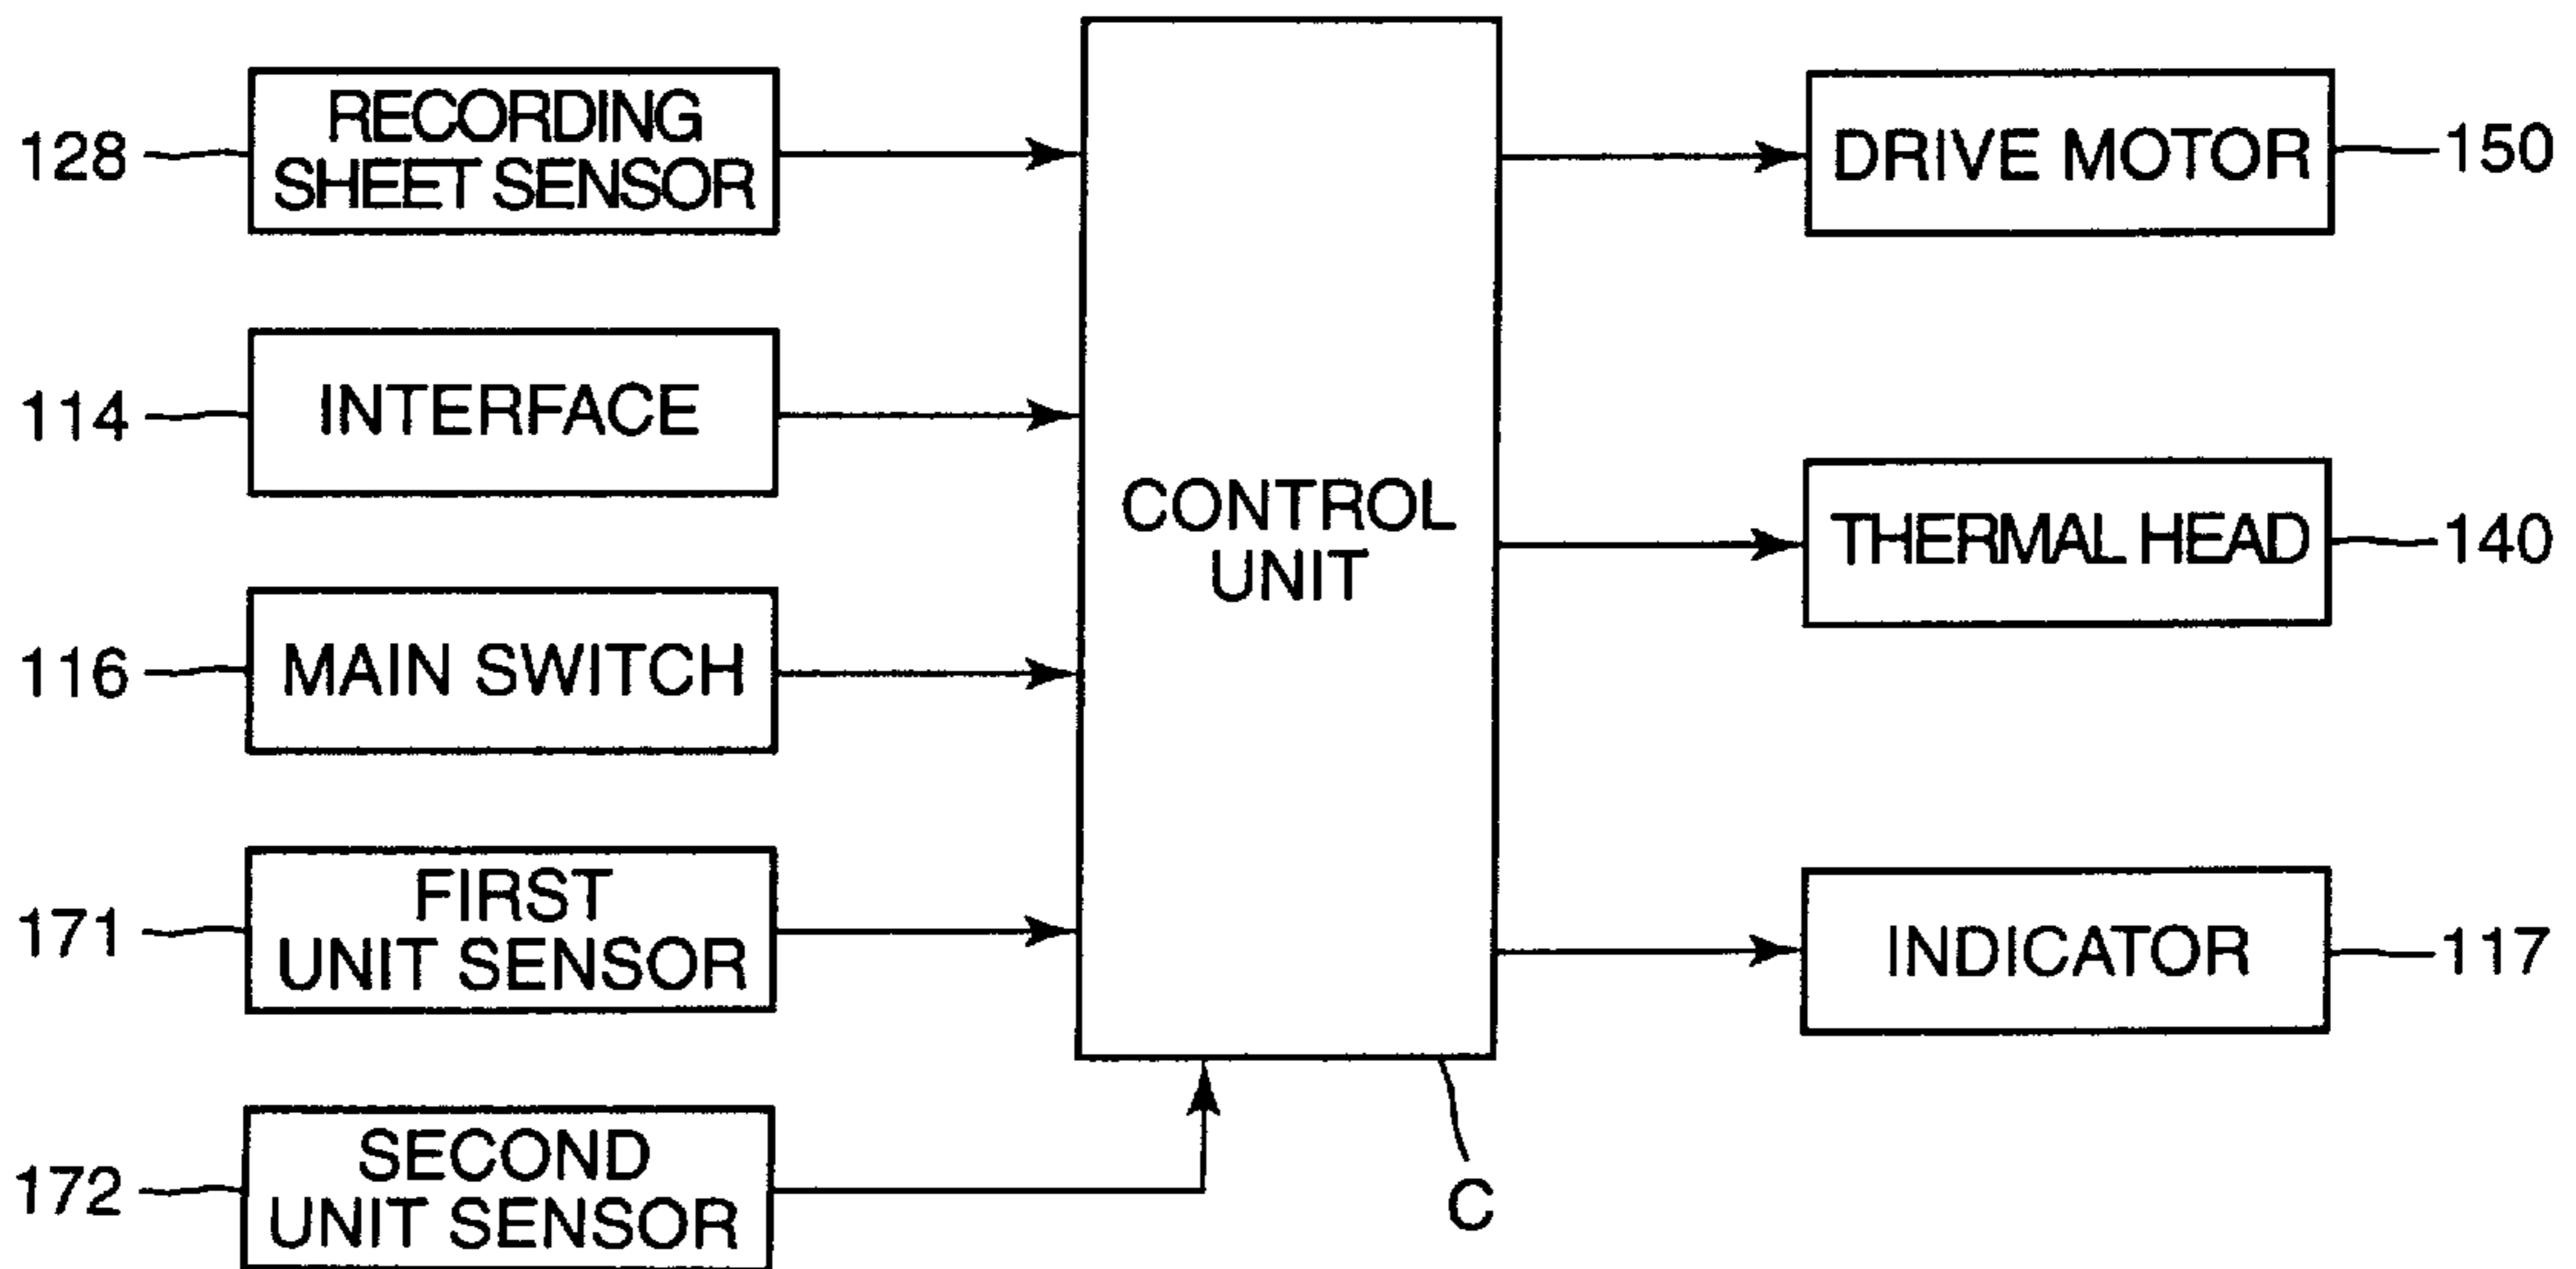 128
RECORDING
SHEET SENSOR
114
INTERFACE
116
MAIN SWITCH
171
FIRST
UNIT SENSOR
172
SECOND
UNIT SENSOR
CONTROL
UNIT
C
DRIVE MOTOR
150
THERMAL HEAD
140
INDICATOR
117